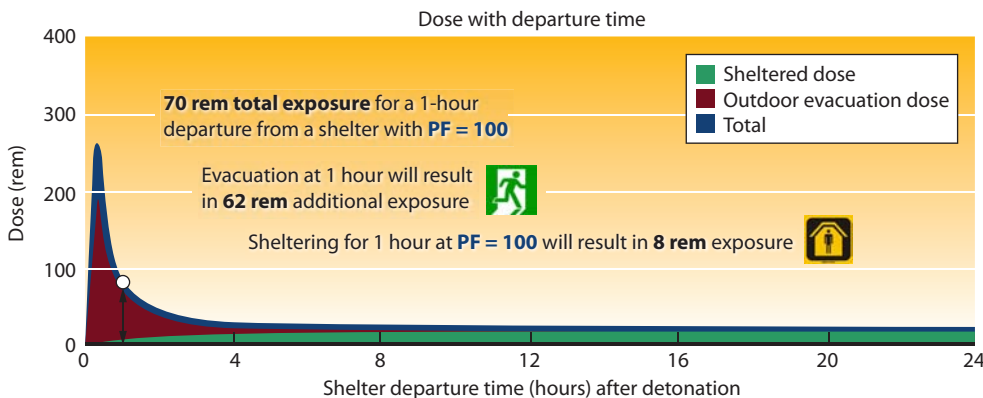 Dose with departure time
400
300
200
100
0
Dose (rem)
Sheltered dose
Outdoor evacuation dose
Total
70 rem total exposure for a 1-hour
departure from a shelter with PF = 100
Evacuation at 1 hour will result
in 62 rem additional exposure
Sheltering for 1 hour at PF = 100 will result in 8 rem exposure
0 4 8 12 16 20 24
Shelter departure time (hours) after detonation